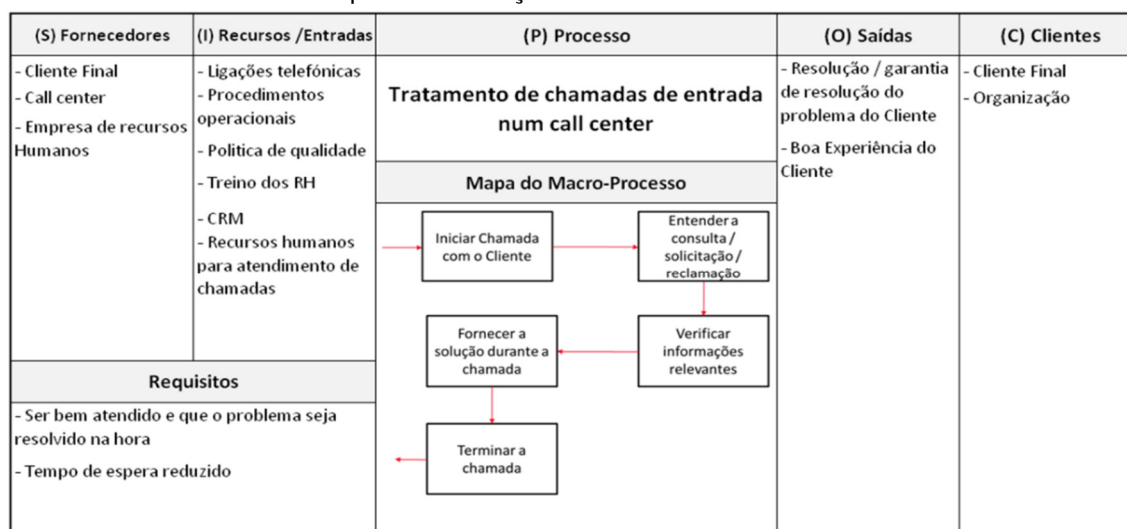 (S) Fornecedores
(I) Recursos /Entradas
(P) Processo
(O) Saídas
(C) Clientes
- Cliente Final
- Call center
- Empresa de recursos
Humanos
- Ligações telefónicas
- Procedimentos
operacionais
- Politica de qualidade
- Treino dos RH
- CRM
- Recursos humanos
para atendimento de
chamadas
Tratamento de chamadas de entrada
num call center
Mapa do Macro-Processo
Iniciar Chamada
com o Cliente
Entender a
consulta /
solicitação /
reclamação
Verificar
informações
relevantes
Fornecer a
solução durante a
chamada
Terminar a
chamada
- Resolução / garantia
de resolução do
problema do Cliente
- Boa Experiência do
Cliente
- Cliente Final
- Organização
Requisitos
- Ser bem atendido e que o problema seja
resolvido na hora
- Tempo de espera reduzido